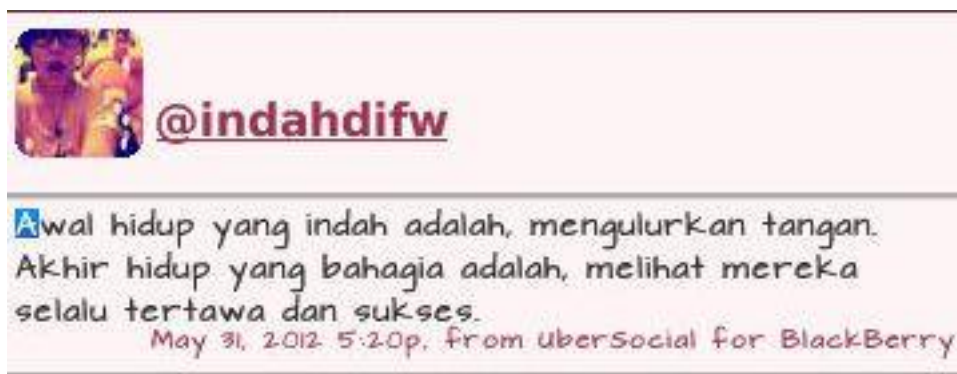 @indahdifw
Awal hidup yang indah adalah, mengulurkan tangan.
Akhir hidup yang bahagia adalah, melihat mereka
selalu tertawa dan sukses.
May 31, 2012 5:20p, from UberSocial for BlackBerry